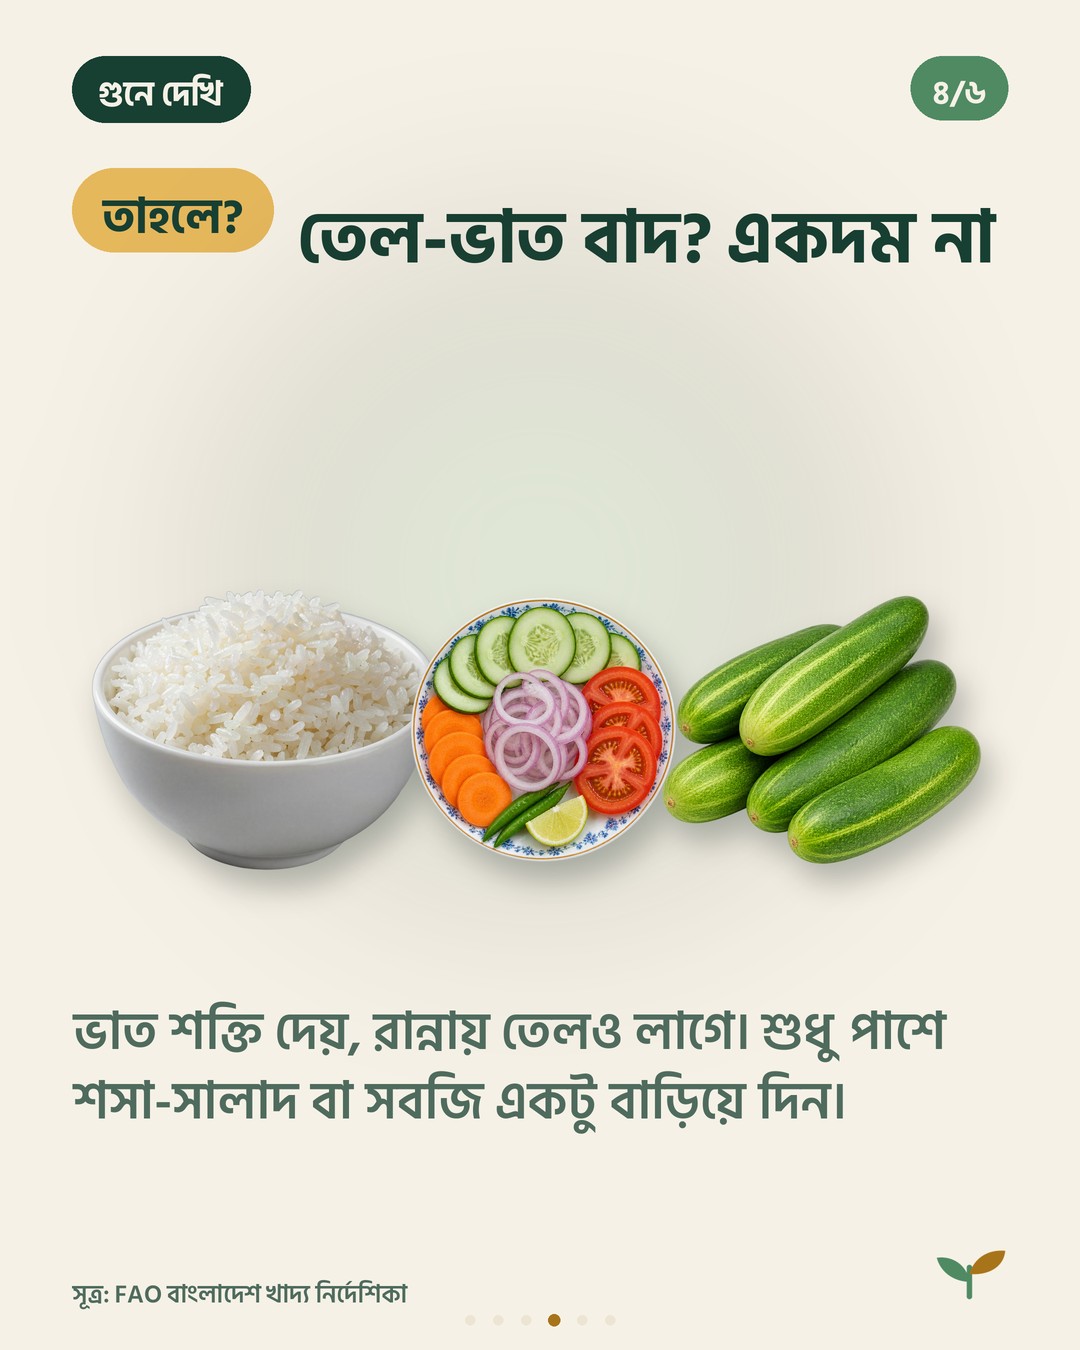 গুনে দেখি
৪/৬
তাহলে? তেল-ভাত বাদ? একদম না
ভাত শক্তি দেয়, রান্নায় তেলও লাগে। শুধু পাশে
শসা-সালাদ বা সবজি একটু বাড়িয়ে দিন।
সূত্র: FAO বাংলাদেশ খাদ্য নির্দেশিকা